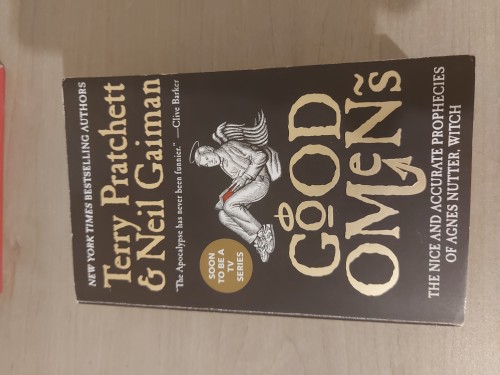 NEW YORK TIMES BESTSELLING AUTHORS
Terry Pratchett
& Neil Gaiman
"The Apocalypse has never been funnier." —Clive Barker
SOON
TO BE A
TV
SERIES
GOOD
OMENS
THE NICE AND ACCURATE PROPHECIES
OF AGNES NUTTER, WITCH